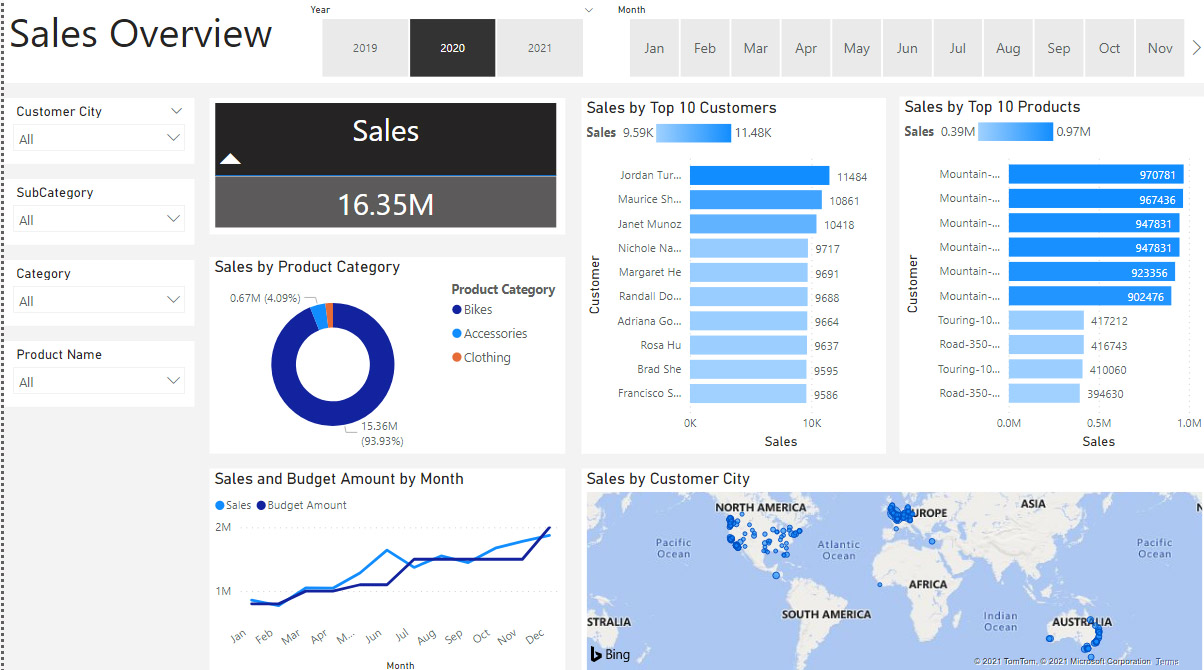 Sales Overview
Year
2019
2020
2021
Month
Jan
Feb
Mar
Apr
May
Jun
Jul
Aug
Sep
Oct
Nov
Customer City
All
SubCategory
All
Category
All
Product Name
All
Sales
16.35M
Sales by Product Category
0.67M (4.09%)
15.36M
(93.93%)
Product Category
Bikes
Accessories
Clothing
Sales by Top 10 Customers
Sales 9.59K 11.48K
Customer
Jordan Tur... 11484
Maurice Sh... 10861
Janet Munoz 10418
Nichole Na... 9717
Margaret He 9691
Randall Do... 9688
Adriana Go... 9664
Rosa Hu 9637
Brad She 9595
Francisco S... 9586
0K 10K
Sales
Sales by Top 10 Products
Sales 0.39M 0.97M
Customer
Mountain-... 970781
Mountain-... 967436
Mountain-... 947831
Mountain-... 947831
Mountain-... 923356
Mountain-... 902476
Touring-10... 417212
Road-350-... 416743
Touring-10... 410060
Road-350-... 394630
0.0M 0.5M 1.0M
Sales
Sales and Budget Amount by Month
Sales Budget Amount
2M
1M
Jan Feb Mar Apr M... Jun Jul Aug Sep Oct Nov Dec
Month
Sales by Customer City
NORTH AMERICA
UROPE
ASIA
N
Pacific
Ocean
Atlantic
Ocean
Pacific
Ocean
AFRICA
SOUTH AMERICA
Indian
Ocean
STRALIA
AUSTRALIA
Bing
© 2021 TomTom, © 2021 Microsoft Corporation Terms